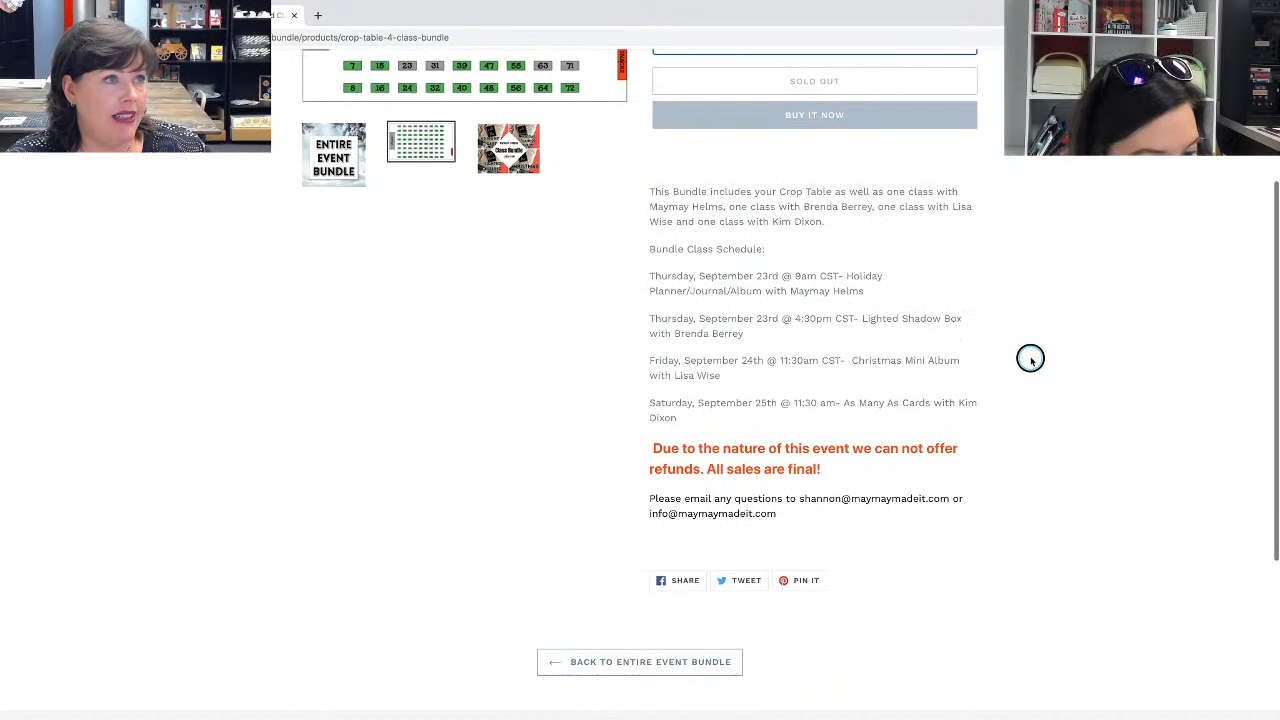 bundle/products/crop-table-4-class-bundle
7 15 23 31 39 47 55 63 71
8 16 24 32 40 48 56 64 72
SOLD OUT
BUY IT NOW
ENTIRE
EVENT
BUNDLE
Class Bundle
This Bundle includes your Crop Table as well as one class with
Maymay Helms, one class with Brenda Berrey, one class with Lisa
Wise and one class with Kim Dixon.
Bundle Class Schedule:
Thursday, September 23rd @ 9am CST- Holiday
Planner/Journal/Album with Maymay Helms
Thursday, September 23rd @ 4:30pm CST- Lighted Shadow Box
with Brenda Berrey
Friday, September 24th @ 11:30am CST- Christmas Mini Album
with Lisa Wise
Saturday, September 25th @ 11:30 am- As Many As Cards with Kim
Dixon
Due to the nature of this event we can not offer
refunds. All sales are final!
Please email any questions to shannon@maymaymadeit.com or
info@maymaymadeit.com
SHARE TWEET PIN IT
BACK TO ENTIRE EVENT BUNDLE